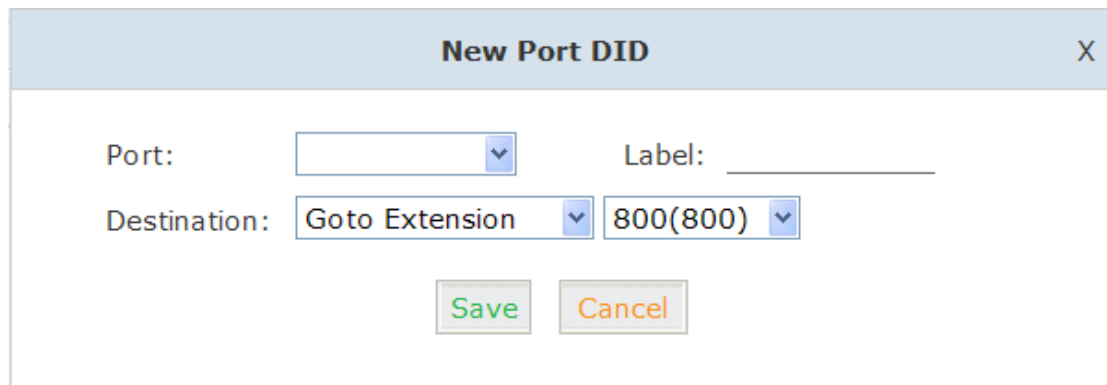 New Port DID X
Port: Label:
Destination: Goto Extension 800(800)
Save Cancel